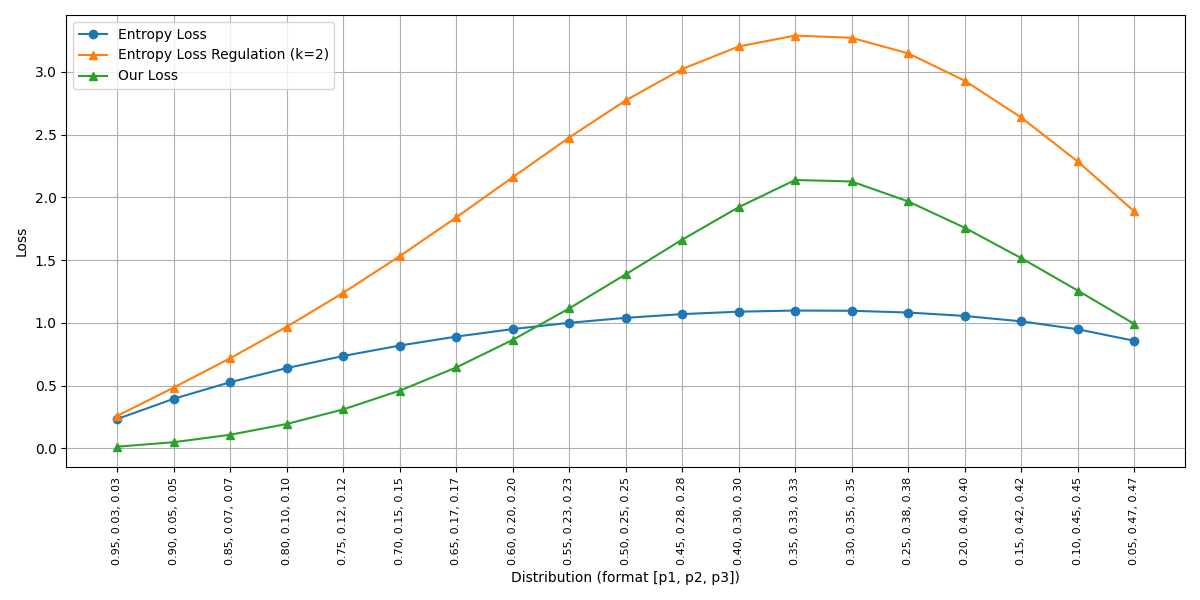 Entropy Loss
Entropy Loss Regulation (k=2)
Our Loss
3.0
2.5
2.0
1.5
1.0
0.5
0.0
Loss
0.95, 0.03, 0.03
0.90, 0.05, 0.05
0.85, 0.07, 0.07
0.80, 0.10, 0.10
0.75, 0.12, 0.12
0.70, 0.15, 0.15
0.65, 0.17, 0.17
0.60, 0.20, 0.20
0.55, 0.23, 0.23
0.50, 0.25, 0.25
0.45, 0.28, 0.28
0.40, 0.30, 0.30
0.35, 0.33, 0.33
0.30, 0.35, 0.35
0.25, 0.38, 0.38
0.20, 0.40, 0.40
0.15, 0.42, 0.42
0.10, 0.45, 0.45
0.05, 0.47, 0.47
Distribution (format [p1, p2, p3])